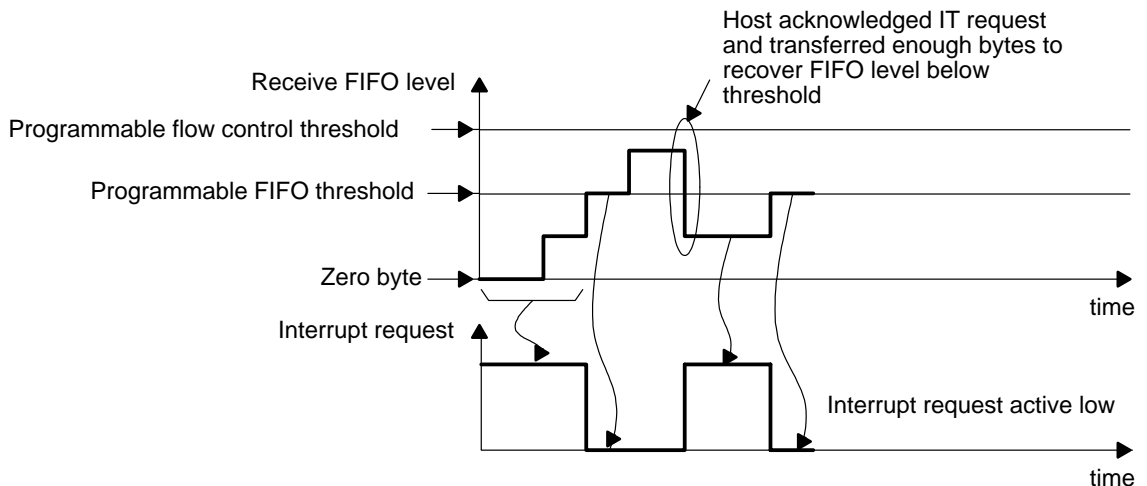 Host acknowledged IT request
and transferred enough bytes to
recover FIFO level below
threshold
Receive FIFO level
Programmable flow control threshold
Programmable FIFO threshold
Zero byte
time
Interrupt request
Interrupt request active low
time